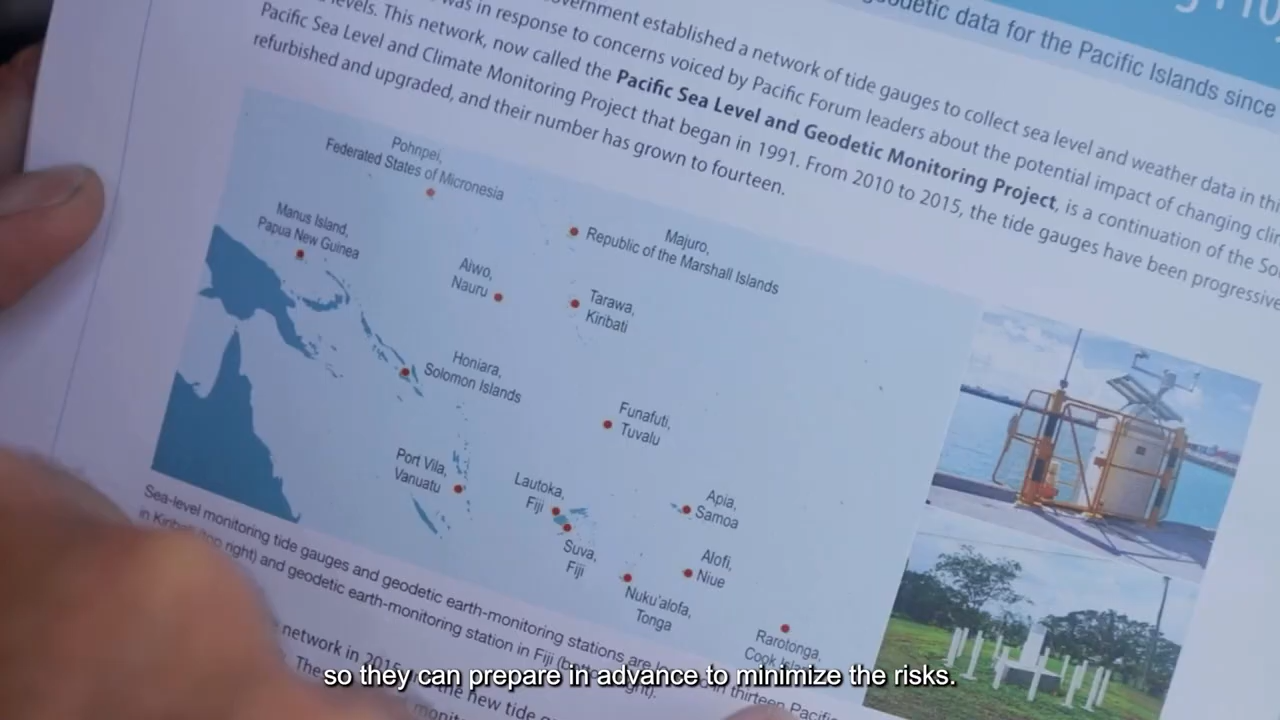 geodetic data for the Pacific Islands since
was in response to concerns voiced by Pacific Forum leaders about the potential impact of changing
established a network of tide gauges to collect sea level and weather data in
levels. This network, now called the Pacific Sea Level and Geodetic Monitoring Project, is a continuation of the
Pacific Sea Level and Climate Monitoring Project that began in 1991. From 2010 to 2015, the tide gauges have been
refurbished and upgraded, and their number has grown to fourteen.
Pohnpei,
Federated States of Micronesia
Manus Island,
Papua New Guinea
Majuro,
Republic of the Marshall Islands
Aiwo,
Nauru
Tarawa,
Kiribati
Honiara,
Solomon Islands
Funafuti,
Tuvalu
Port Vila,
Vanuatu
Lautoka,
Fiji
Suva,
Fiji
Apia,
Samoa
Alofi,
Niue
Nuku'alofa,
Tonga
Rarotonga,
Cook
Sea-level monitoring tide gauges and geodetic earth-monitoring stations are in thirteen
in (top right) and geodetic earth-monitoring station in Fiji
network in 2015
the new tide
so they can prepare in advance to minimize the risks.